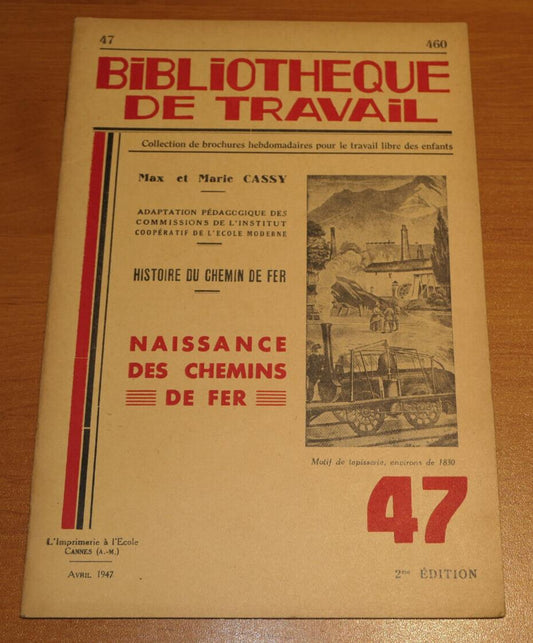 47 460
BiBLiOTHEQUE
DE TRAVAiL
Collection de brochures hebdomadaires pour le travail libre des enfants
Max et Marie CASSY
ADAPTATION PÉDAGOGIQUE DES
COMMISSIONS DE L'INSTITUT
COOPÉRATIF DE L'ECOLE MODERNE
HISTOIRE DU CHEMIN DE FER
NAISSANCE
DES CHEMINS
DE FER
Motif de tapisserie, environs de 1830
47
L'Imprimerie à l'Ecole
CANNES (A.-M.)
AVRIL 1947
2me ÉDITION